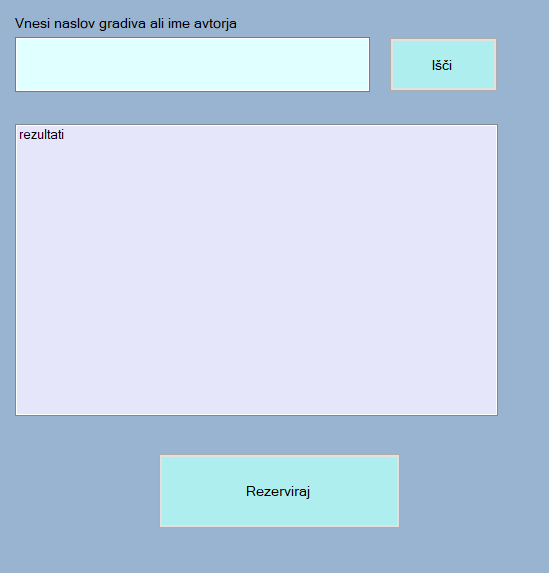 Vnesi naslov gradiva ali ime avtorja
Išči
rezultati
Rezerviraj